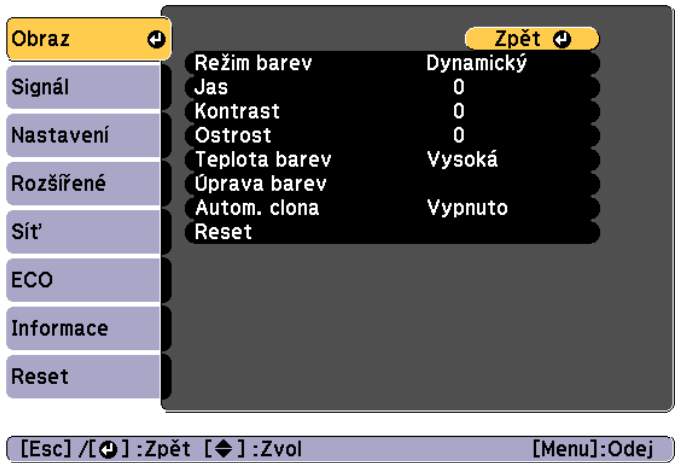 Obraz
Signál
Nastavení
Rozšířené
Síť
ECO
Informace
Reset
Zpět
Režim barev Dynamický
Jas 0
Kontrast 0
Ostrost 0
Teplota barev Vysoká
Úprava barev
Autom. clona Vypnuto
Reset
[Esc] /[ ] :Zpět [ ] :Zvol [Menu]:Odej